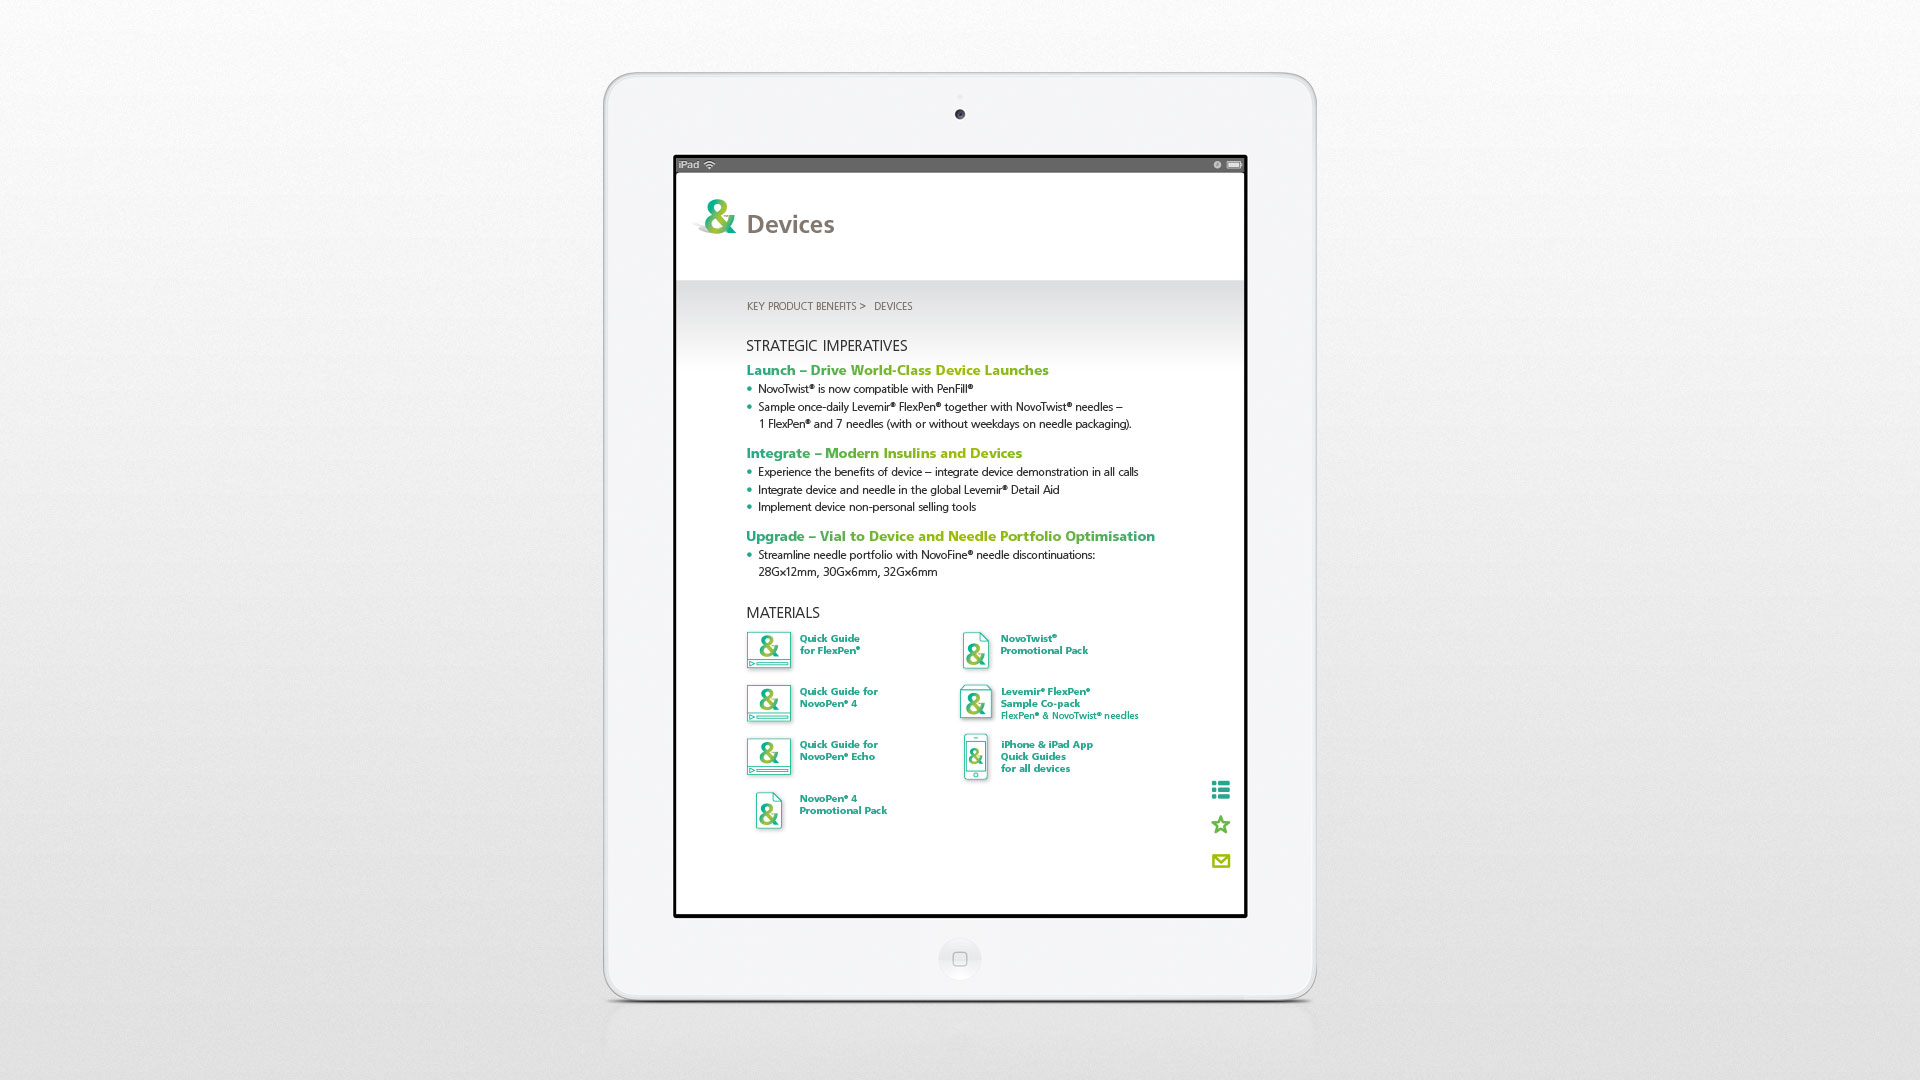 iPad
& Devices
KEY PRODUCT BENEFITS > DEVICES
STRATEGIC IMPERATIVES
Launch – Drive World-Class Device Launches
• NovoTwist® is now compatible with PenFill®
• Sample once-daily Levemir® FlexPen® together with NovoTwist® needles –
1 FlexPen® and 7 needles (with or without weekdays on needle packaging).
Integrate – Modern Insulins and Devices
• Experience the benefits of device – integrate device demonstration in all calls
• Integrate device and needle in the global Levemir® Detail Aid
• Implement device non-personal selling tools
Upgrade – Vial to Device and Needle Portfolio Optimisation
• Streamline needle portfolio with NovoFine® needle discontinuations:
28G×12mm, 30G×6mm, 32G×6mm
MATERIALS
& Quick Guide
for FlexPen®
& Quick Guide for
NovoPen® 4
& Quick Guide for
NovoPen® Echo
& NovoPen® 4
Promotional Pack
& NovoTwist®
Promotional Pack
& Levemir® FlexPen®
Sample Co-pack
FlexPen® & NovoTwist® needles
& iPhone & iPad App
Quick Guides
for all devices